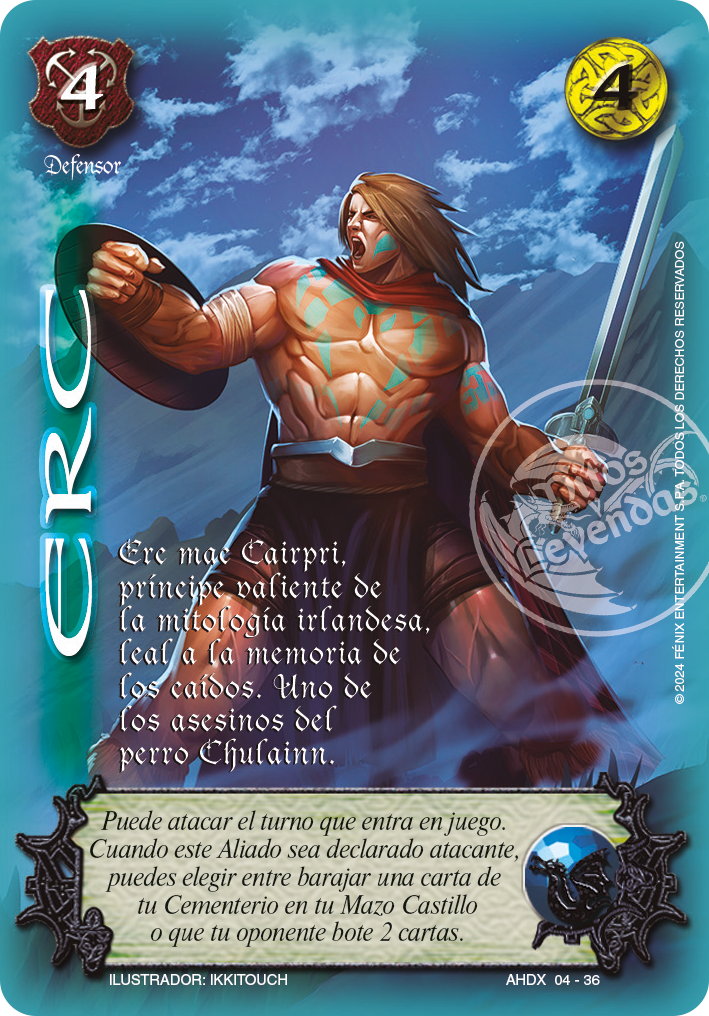 4
4
Defensor
ERC
Erc mac Cairpri,
príncipe valiente de
la mitología irlandesa,
leal a la memoria de
los caídos. Uno de
los asesinos del
perro Chulainn.
Mitos
y
Leyendas
®
©2024 FÉNIX ENTERTAINMENT S.P.A. TODOS LOS DERECHOS RESERVADOS
Puede atacar el turno que entra en juego.
Cuando este Aliado sea declarado atacante,
puedes elegir entre barajar una carta de
tu Cementerio en tu Mazo Castillo
o que tu oponente bote 2 cartas.
ILUSTRADOR: IKKITOUCH
AHDX 04 - 36